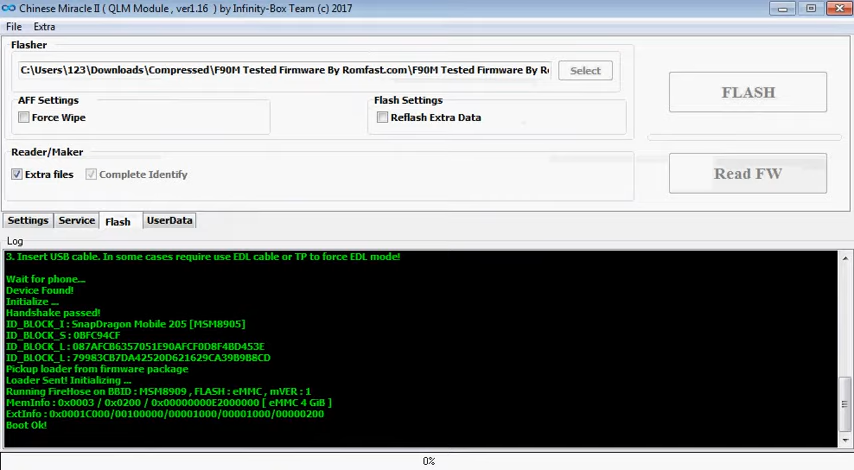 Chinese Miracle II ( QLM Module , ver1.16 ) by Infinity-Box Team (c) 2017
File Extra
Flasher
C:\Users\123\Downloads\Compressed\F90M Tested Firmware By Romfast.com\F90M Tested Firmware By Ro
Select
FLASH
AFF Settings
Force Wipe
Flash Settings
Reflash Extra Data
Reader/Maker
Extra files
Complete Identify
Read FW
Settings Service Flash UserData
Log
3. Insert USB cable. In some cases require use EDL cable or TP to force EDL mode!
Wait for phone...
Device Found!
Initialize ...
Handshake passed!
ID_BLOCK_I : SnapDragon Mobile 205 [MSM8905]
ID_BLOCK_S : 0BFC94CF
ID_BLOCK_L : 087AFCB6357051E90AFCF0D8F4BD453E
ID_BLOCK_L : 79983CB7DA42520D621629CA39B9B8CD
Pickup loader from firmware package
Loader Sent! Initializing ...
Running FireHose on BBID : MSM8909 , FLASH : eMMC , mVER : 1
MemInfo : 0x0003 / 0x0200 / 0x00000000E2000000 [ eMMC 4 GiB ]
ExtInfo : 0x0001C000/00100000/00001000/00001000/00000200
Boot Ok!
0%